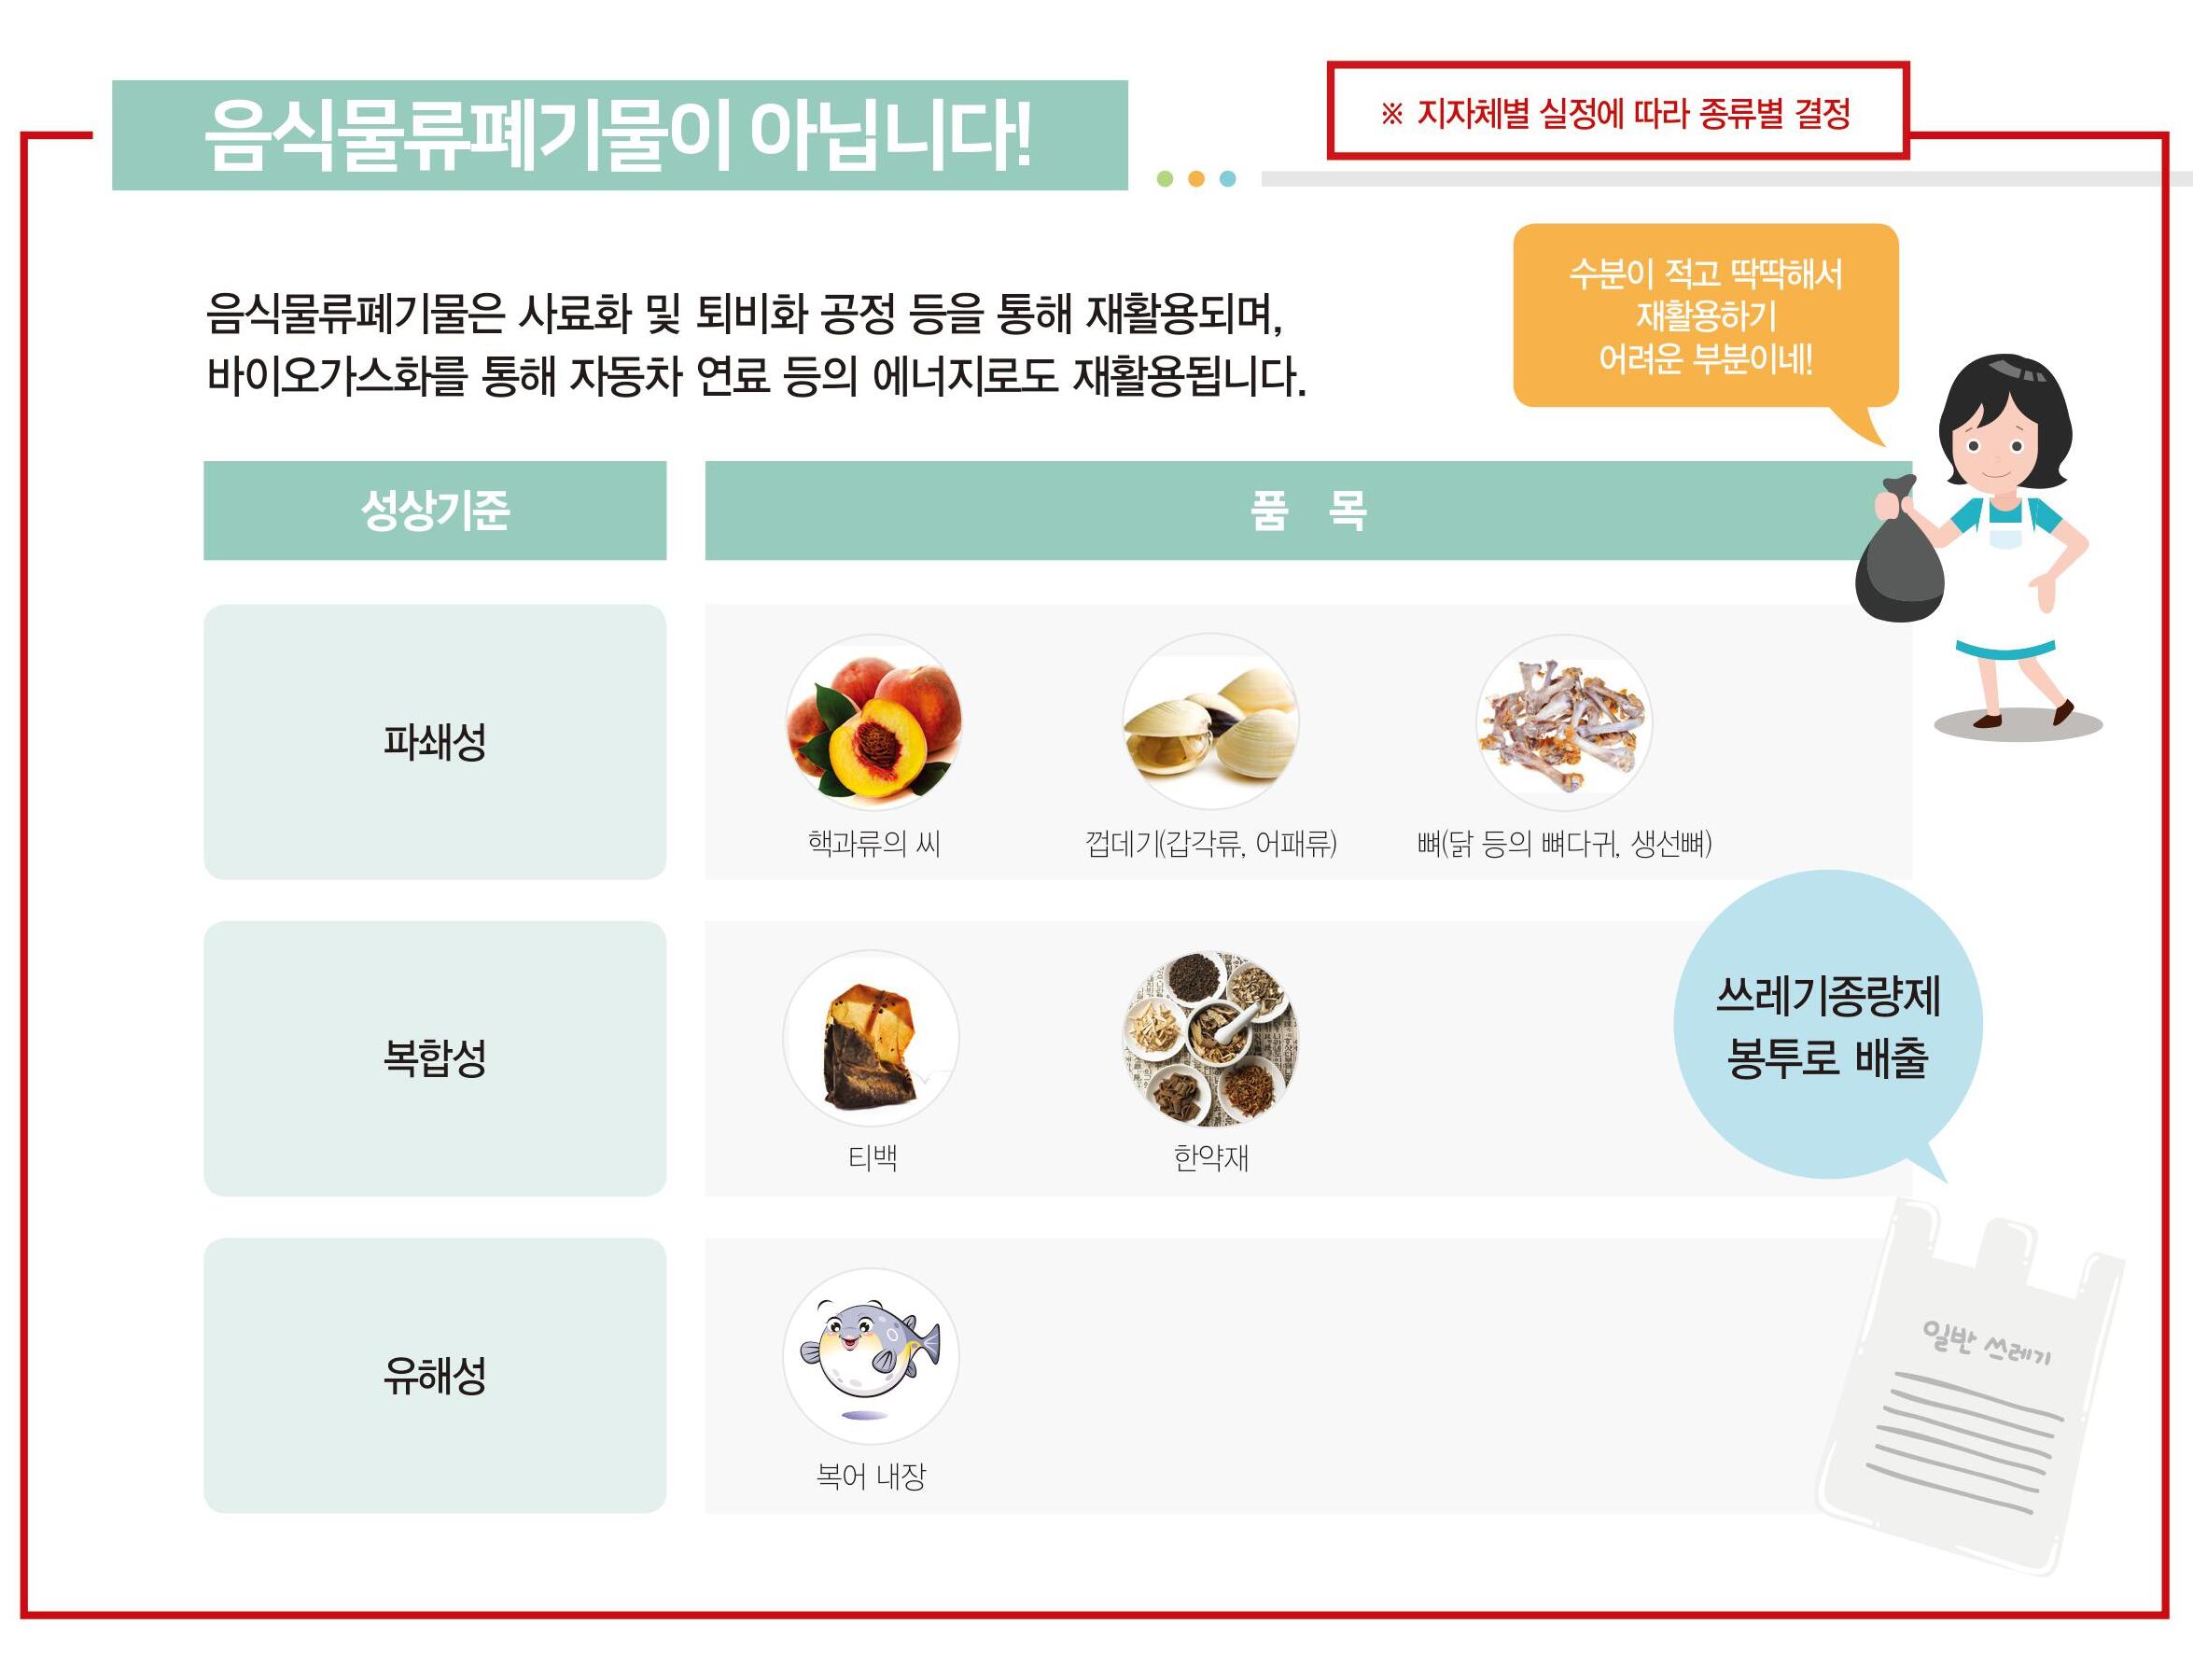 음식물류폐기물이 아닙니다!
※ 지자체별 실정에 따라 종류별 결정
음식물류폐기물은 사료화 및 퇴비화 공정 등을 통해 재활용되며,
바이오가스화를 통해 자동차 연료 등의 에너지로도 재활용됩니다.
수분이 적고 딱딱해서
재활용하기
어려운 부분이네!
성상기준
품 목
파쇄성
핵과류의 씨
껍데기(갑각류, 어패류)
뼈(닭 등의 뼈다귀, 생선뼈)
복합성
티백
한약재
쓰레기종량제
봉투로 배출
유해성
복어 내장
일반 쓰레기